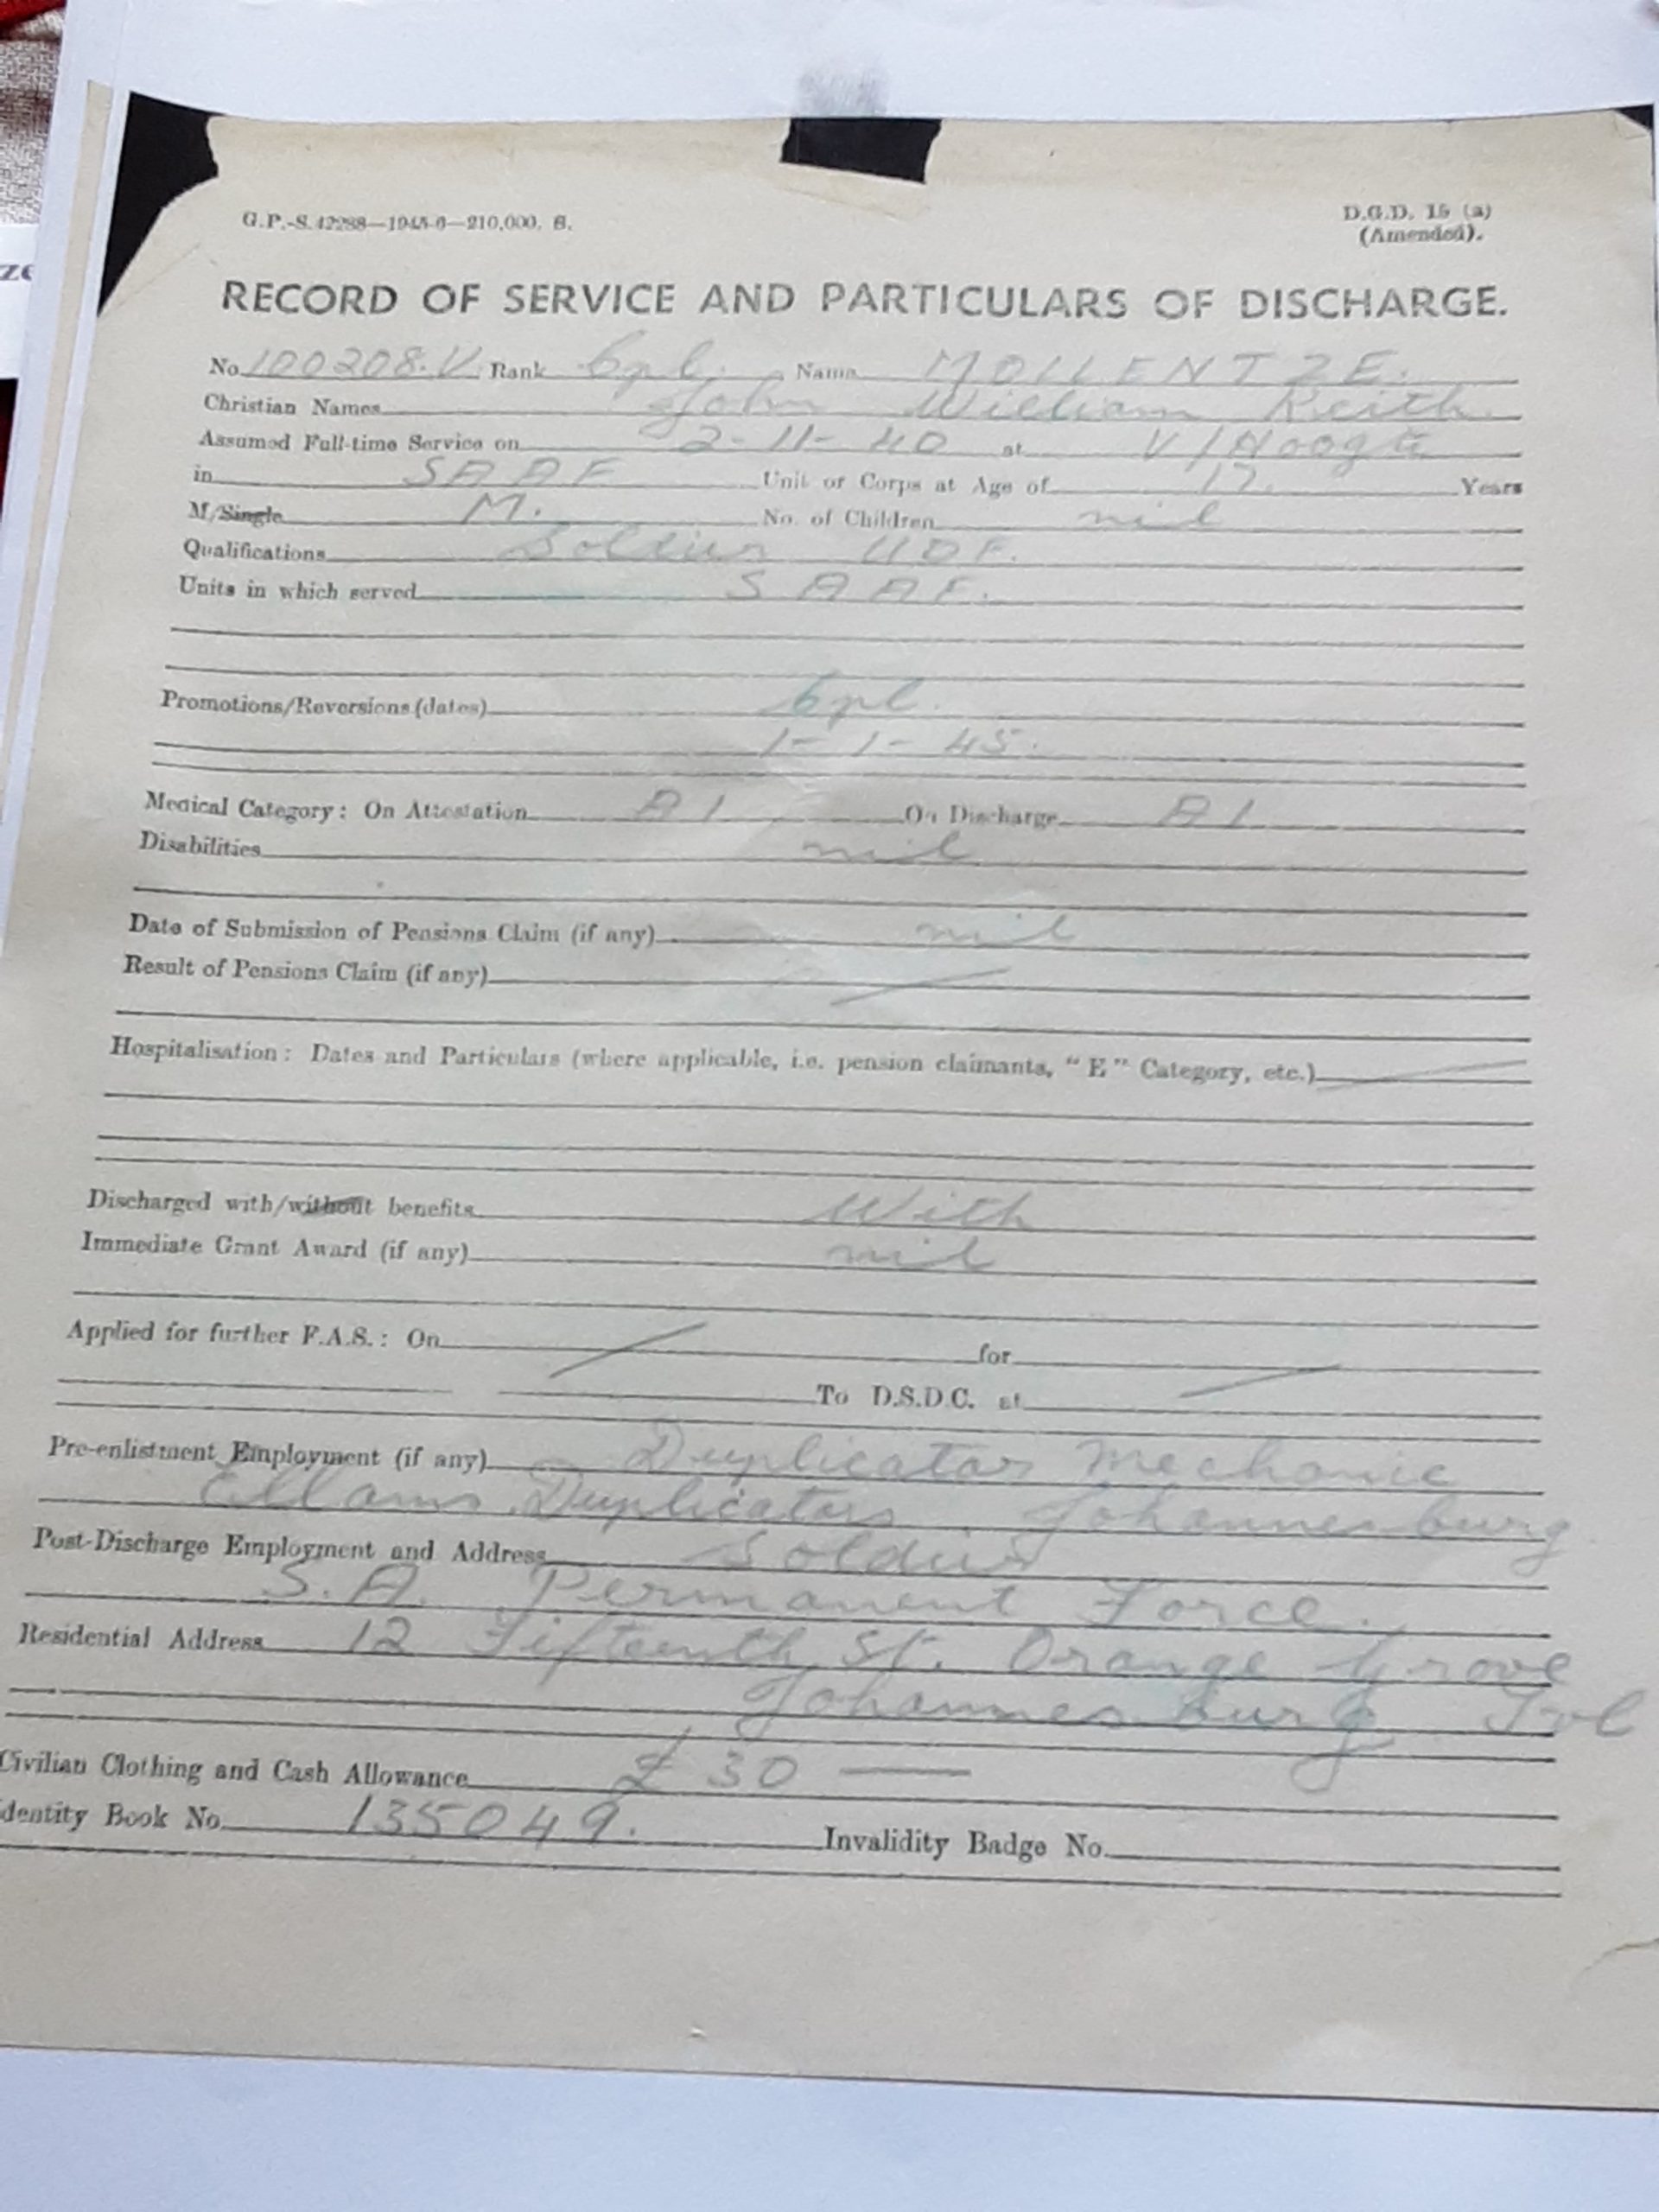 G.P.-S. 42288—1945-6—210,000. S.
D.G.D. 15 (a)
(Amended).
RECORD OF SERVICE AND PARTICULARS OF DISCHARGE.
No. 100208.V. Rank Cpl. Name MOLLENTZE.
Christian Names John William Keith.
Assumed Full-time Service on 2-11-40 at V/Hoogte
in SAAF Unit or Corps at Age of 17. Years
M/Single M. No. of Children nil
Qualifications Soldier UDF.
Units in which served SAAF.
Promotions/Reversions (dates) Cpl.
1-1-45.
Medical Category: On Attestation A1 On Discharge A1
Disabilities nil
Date of Submission of Pensions Claim (if any) nil
Result of Pensions Claim (if any)
Hospitalisation: Dates and Particulars (where applicable, i.e. pension claimants, "E" Category, etc.)
Discharged with/without benefits With
Immediate Grant Award (if any) nil
Applied for further F.A.S.: On for
To D.S.D.C. at
Pre-enlistment Employment (if any) Duplicator Mechanic
Ellams Duplicators. Johannesburg
Post-Discharge Employment and Address Soldier
S.A. Permanent Force.
Residential Address 12 Fifteenth St. Orange Grove
Johannesburg Tvl
Civilian Clothing and Cash Allowance £30 —
dentity Book No. 135049. Invalidity Badge No.